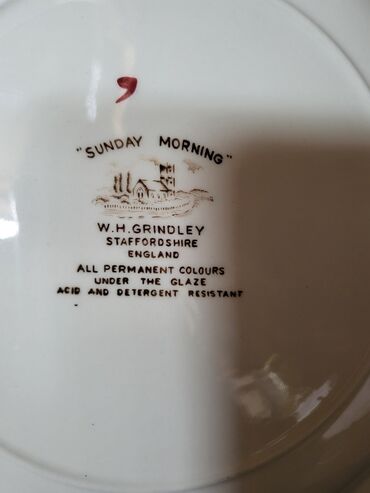 "SUNDAY MORNING"
W.H.GRINDLEY
STAFFORDSHIRE
ENGLAND
ALL PERMANENT COLOURS
UNDER THE GLAZE
ACID AND DETERGENT RESISTANT